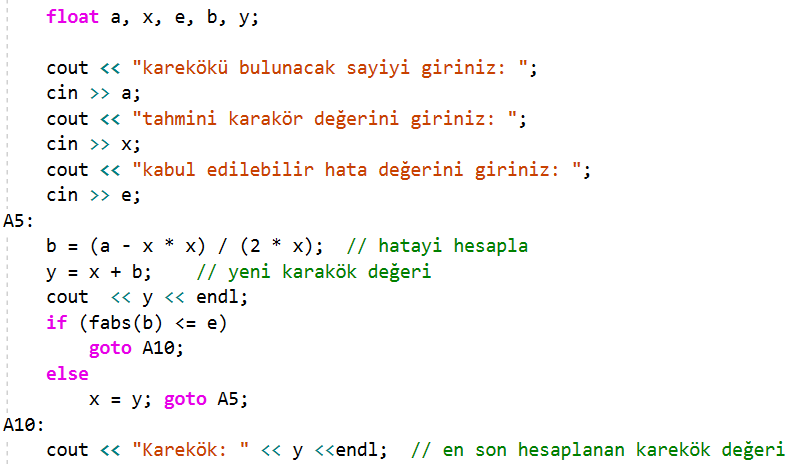 float a, x, e, b, y;
cout << "karekökü bulunacak sayiyi giriniz: ";
cin >> a;
cout << "tahmini karakör değerini giriniz: ";
cin >> x;
cout << "kabul edilebilir hata değerini giriniz: ";
cin >> e;
A5:
b = (a - x * x) / (2 * x);  // hatayi hesapla
y = x + b;    // yeni karakök değeri
cout  << y << endl;
if (fabs(b) <= e)
goto A10;
else
x = y; goto A5;
A10:
cout << "Karekök: " << y <<endl;  // en son hesaplanan karekök değeri